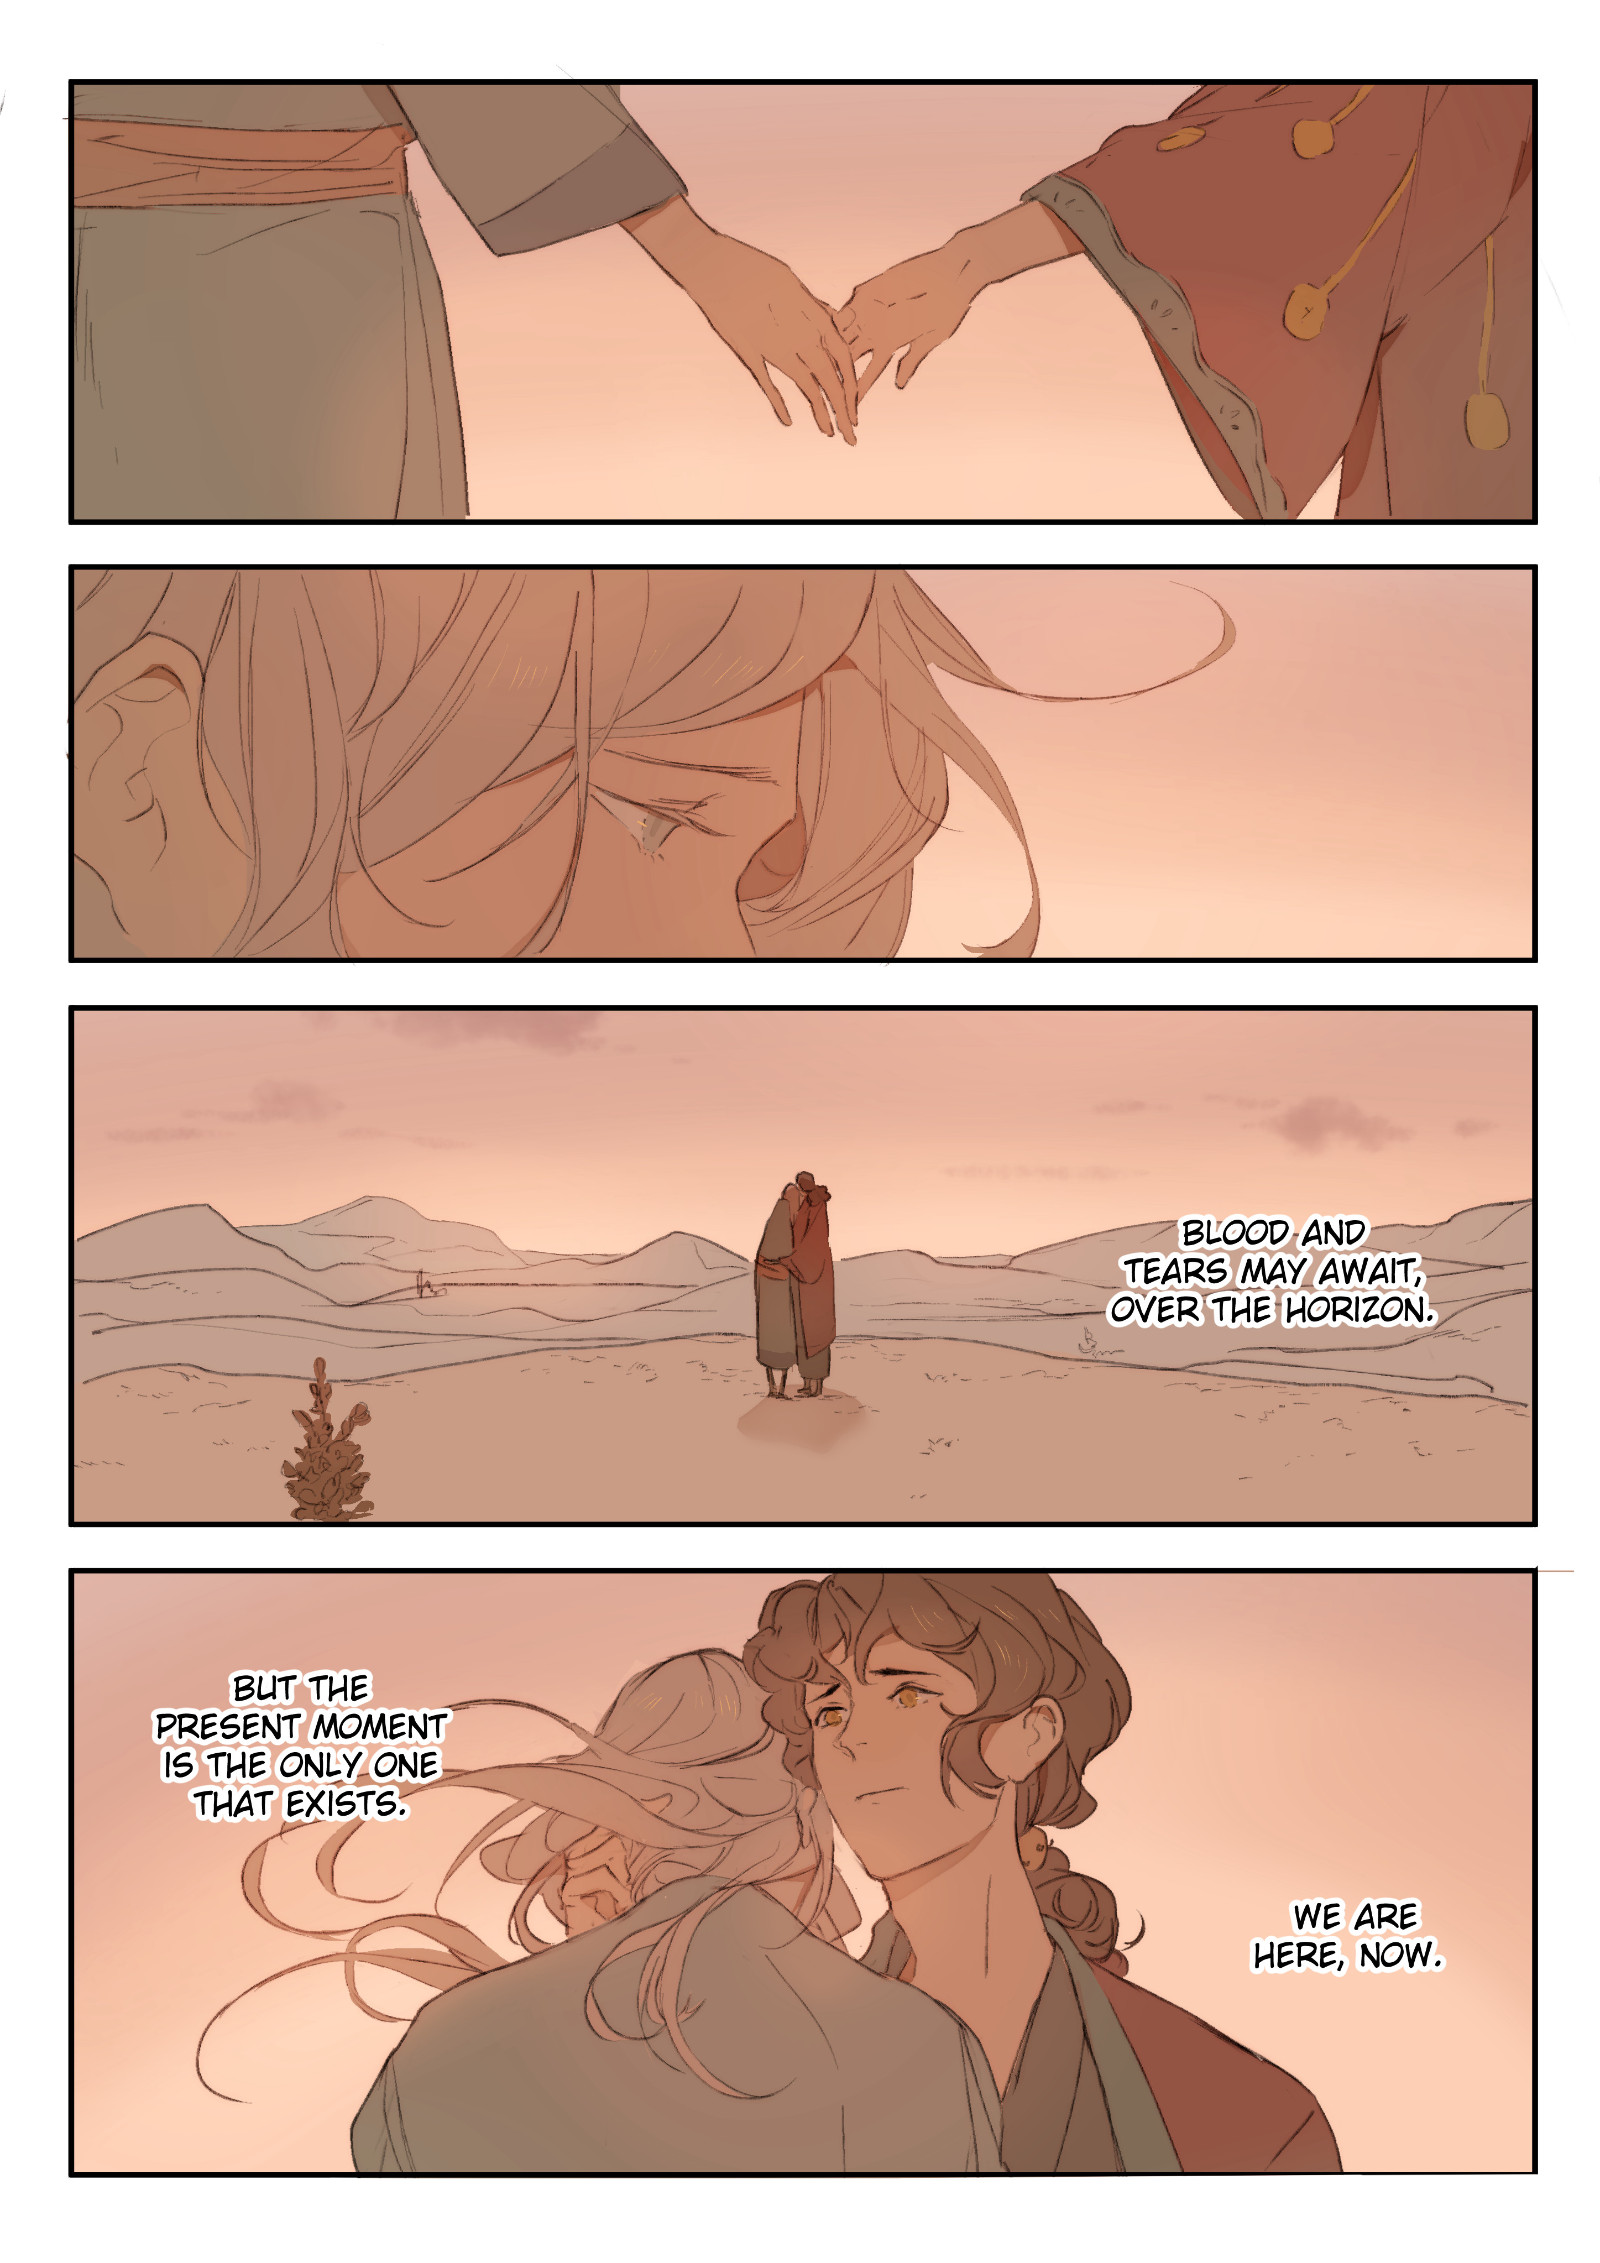 BLOOD AND
TEARS MAY AWAIT,
OVER THE HORIZON.
BUT THE
PRESENT MOMENT
IS THE ONLY ONE
THAT EXISTS.
WE ARE
HERE, NOW.